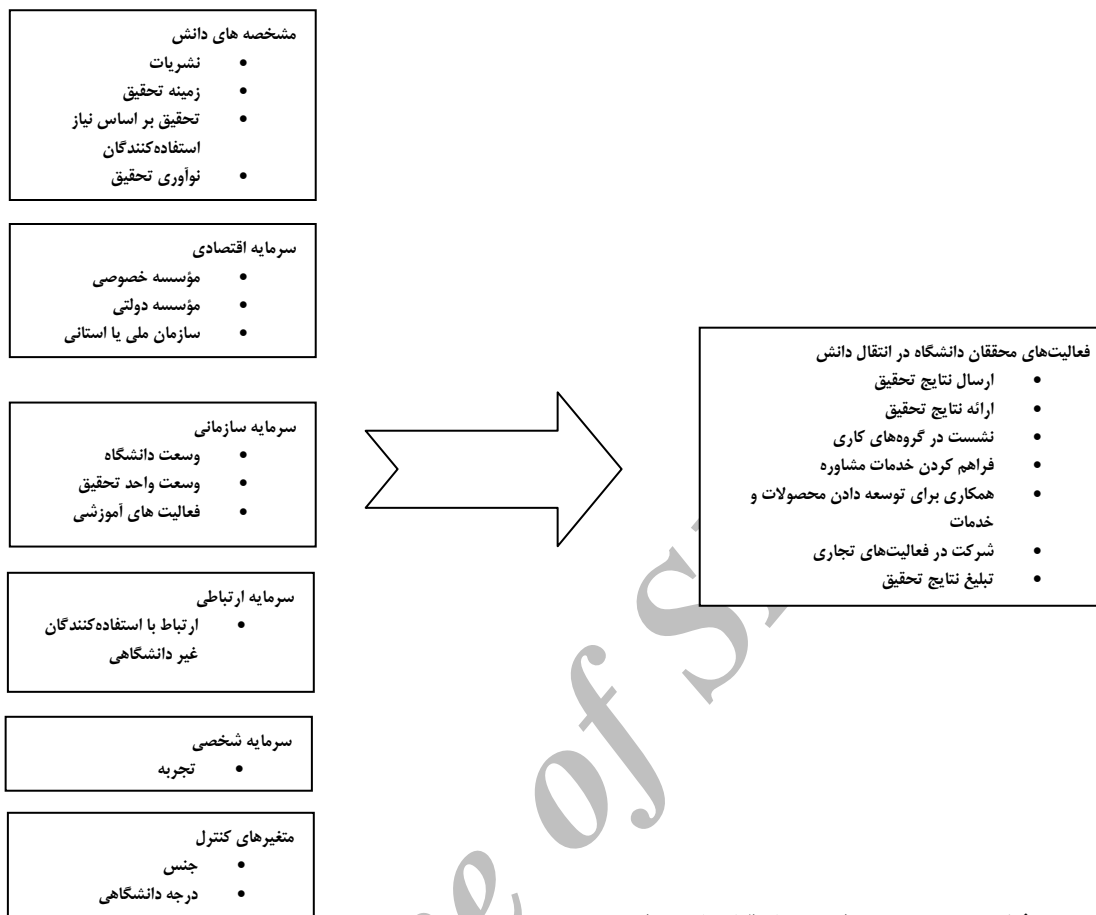 مشخصه های دانش
• نشریات
• زمینه تحقیق
• تحقیق بر اساس نیاز
استفاده‌کنندگان
• نوآوری تحقیق
سرمایه اقتصادی
• مؤسسه خصوصی
• مؤسسه دولتی
• سازمان ملی یا استانی
سرمایه سازمانی
• وسعت دانشگاه
• وسعت واحد تحقیق
• فعالیت های آموزشی
سرمایه ارتباطی
• ارتباط با استفاده‌کنندگان
غیر دانشگاهی
سرمایه شخصی
• تجربه
متغیرهای کنترل
• جنس
• درجه دانشگاهی
فعالیت‌های محققان دانشگاه در انتقال دانش
• ارسال نتایج تحقیق
• ارائه نتایج تحقیق
• نشست در گروه‌های کاری
• فراهم کردن خدمات مشاوره
• همکاری برای توسعه دادن محصولات و
خدمات
• شرکت در فعالیت‌های تجاری
• تبلیغ نتایج تحقیق
of